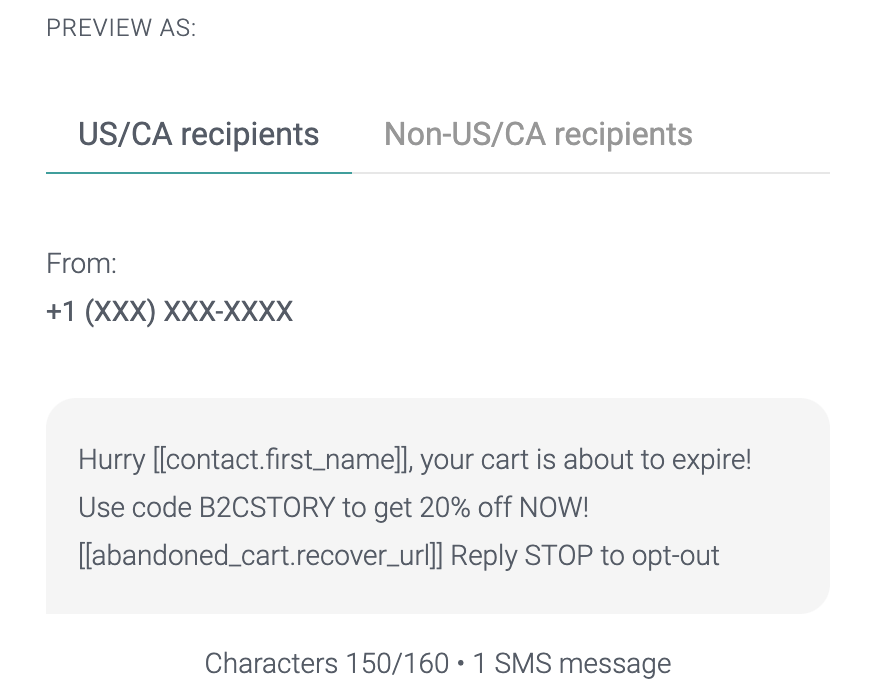 PREVIEW AS:
US/CA recipients
Non-US/CA recipients
From:
+1 (XXX) XXX-XXXX
Hurry [[contact.first_name]], your cart is about to expire!
Use code B2CSTORY to get 20% off NOW!
[[abandoned_cart.recover_url]] Reply STOP to opt-out
Characters 150/160 • 1 SMS message